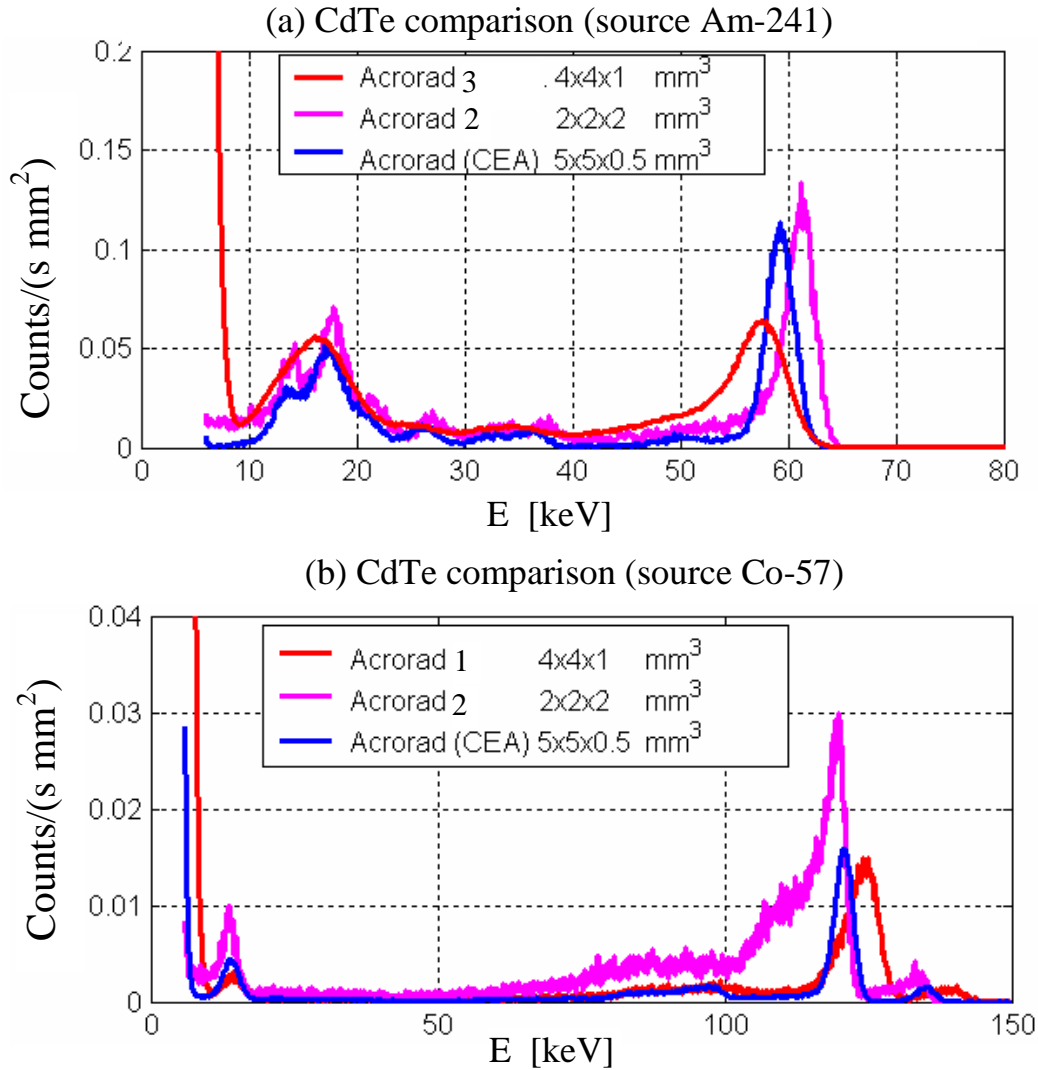 (a) CdTe comparison (source Am-241)
0.2
0.15
0.1
0.05
0
Counts/(s mm²)
Acrorad 3 . 4x4x1 mm³
Acrorad 2 2x2x2 mm³
Acrorad (CEA) 5x5x0.5 mm³
0 10 20 30 40 50 60 70 80
E [keV]
(b) CdTe comparison (source Co-57)
0.04
0.03
0.02
0.01
0
Counts/(s mm²)
Acrorad 1 4x4x1 mm³
Acrorad 2 2x2x2 mm³
Acrorad (CEA) 5x5x0.5 mm³
0 50 100 150
E [keV]